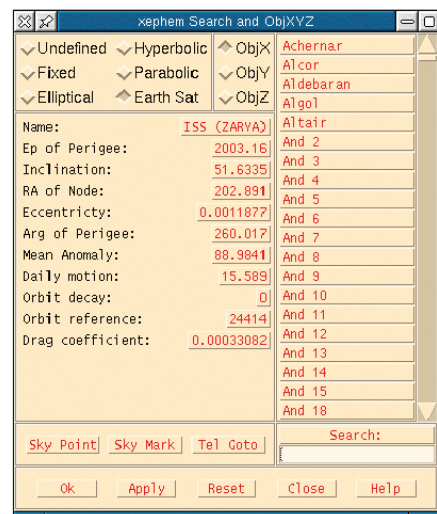 xephem Search and ObjXYZ
Undefined Hyperbolic ObjX
Fixed Parabolic ObjY
Elliptical Earth Sat ObjZ
Name: ISS (ZARYA)
Ep of Perigee: 2003.16
Inclination: 51.6335
RA of Node: 202.891
Eccentricty: 0.0011877
Arg of Perigee: 260.017
Mean Anomaly: 88.9841
Daily motion: 15.589
Orbit decay: 0
Orbit reference: 24414
Drag coefficient: 0.00033082
Achernar
Alcor
Aldebaran
Algol
Altair
And 2
And 3
And 4
And 5
And 6
And 7
And 8
And 9
And 10
And 11
And 12
And 13
And 14
And 15
And 18
Sky Point Sky Mark Tel Goto
Search:
Ok Apply Reset Close Help